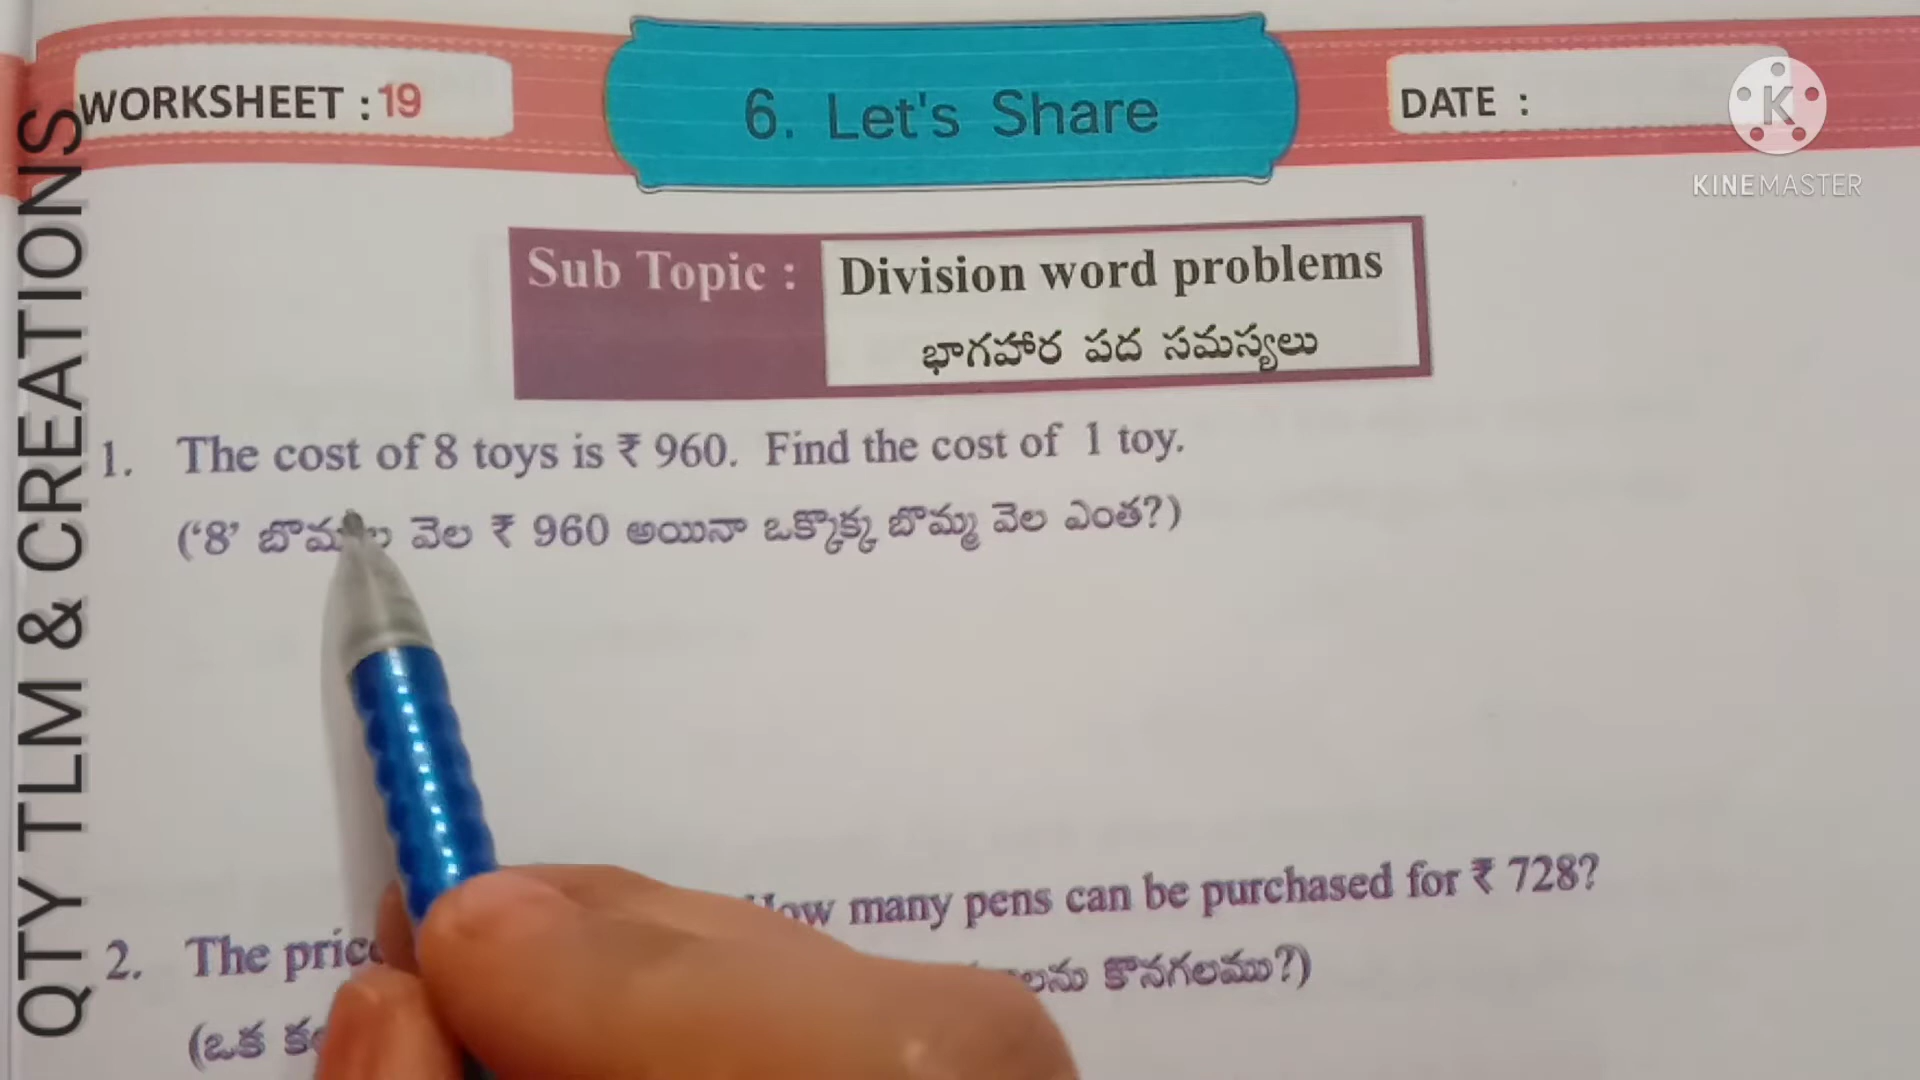 WORKSHEET : 19
6. Let's Share
DATE :
KINEMASTER
QTY TLM & CREATIONS
Sub Topic :
Division word problems
భాగహార పద సమస్యలు
1. The cost of 8 toys is ₹ 960. Find the cost of 1 toy.
('8' వెల ₹ 960 అయినా ఒక్కొక్క బొమ్మ వెల ఎంత?)
2. The many pens can be purchased for ₹ 728?
(ఒక కొనగలము?)